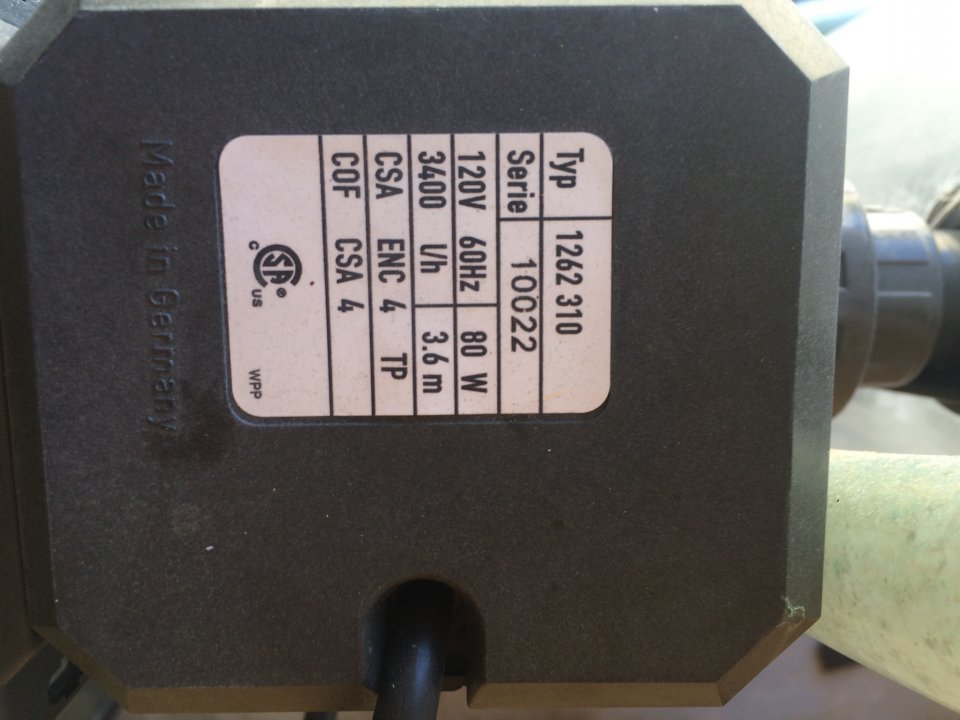 Typ 1262 310
Serie 10022
120V 60Hz 80 W
3400 l/h 3.6 m
CSA ENC 4 TP
COF CSA 4
C SA ® US
WPP
Made in Germany